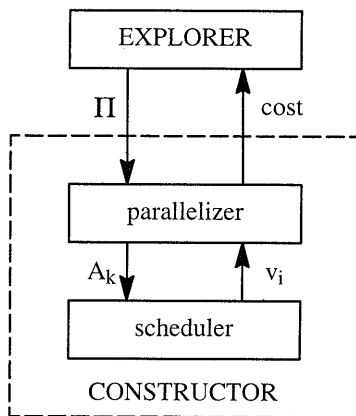 EXPLORER
Π cost
parallelizer
A_k v_i
scheduler
CONSTRUCTOR